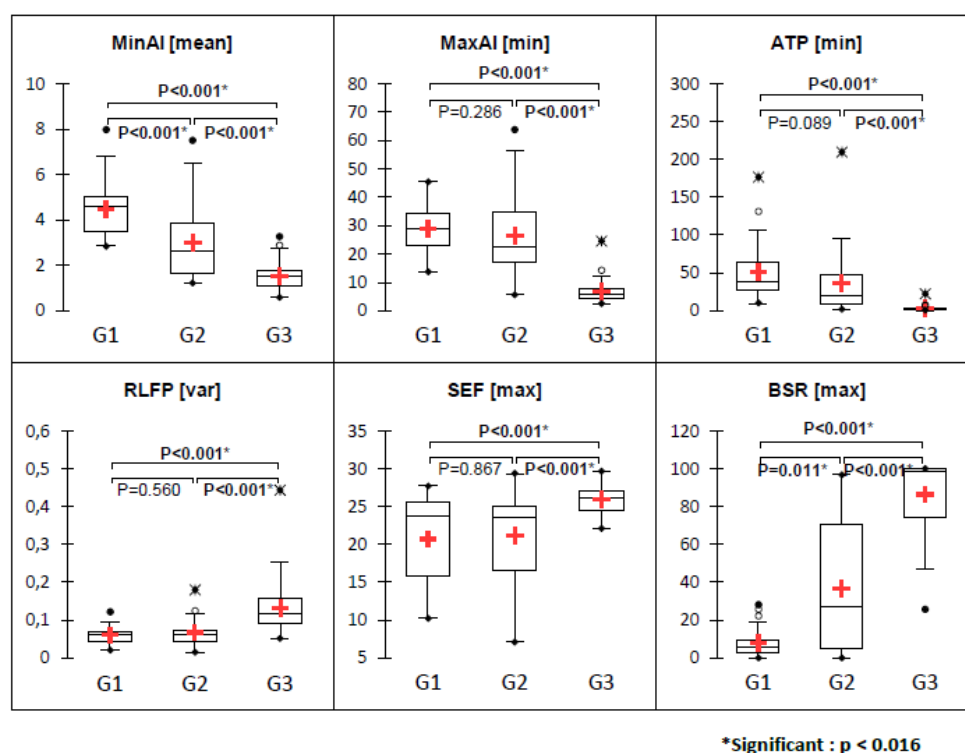 MinAI [mean]
10
8
6
4
2
0
P<0.001*
P<0.001*
P<0.001*
G1
G2
G3
MaxAI [min]
80
70
60
50
40
30
20
10
0
P<0.001*
P=0.286
P<0.001*
G1
G2
G3
ATP [min]
300
250
200
150
100
50
0
P<0.001*
P=0.089
P<0.001*
G1
G2
G3
RLFP [var]
0,6
0,5
0,4
0,3
0,2
0,1
0
P<0.001*
P=0.560
P<0.001*
G1
G2
G3
SEF [max]
35
30
25
20
15
10
5
P<0.001*
P=0.867
P<0.001*
G1
G2
G3
BSR [max]
120
100
80
60
40
20
0
P<0.001*
P=0.011*
P<0.001*
G1
G2
G3
*Significant : p < 0.016